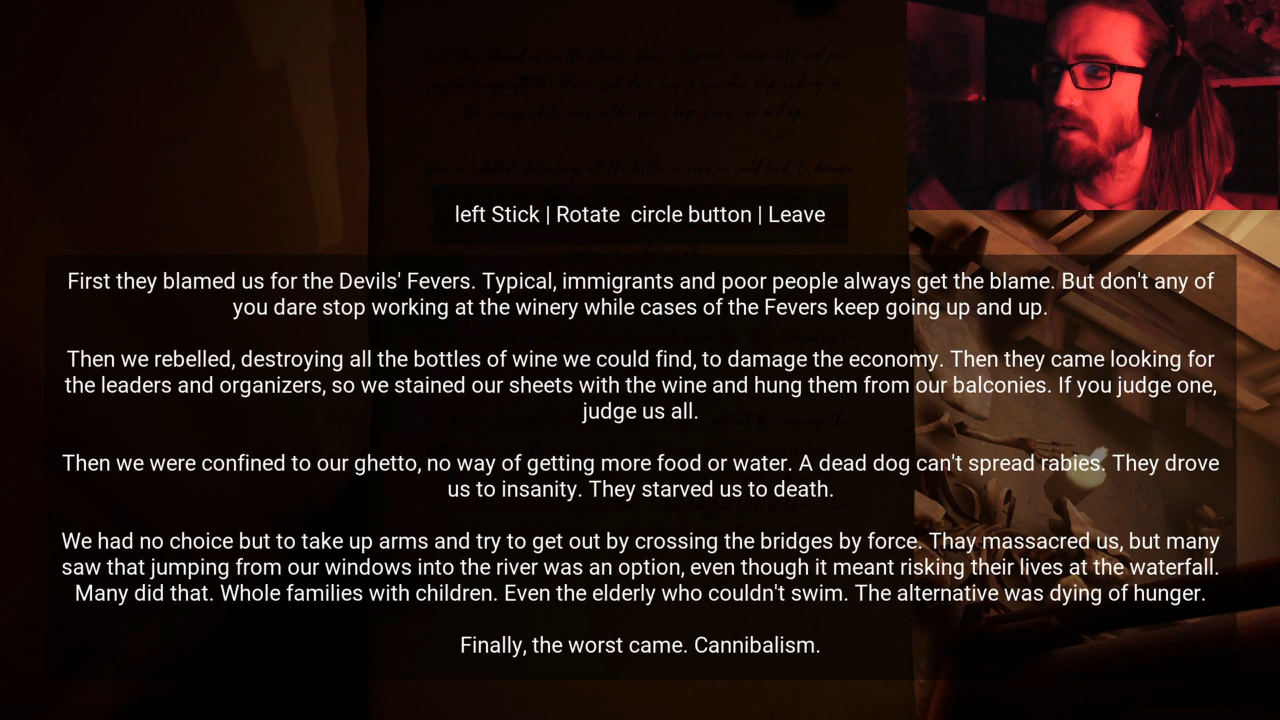 left Stick | Rotate  circle button | Leave
First they blamed us for the Devils' Fevers. Typical, immigrants and poor people always get the blame. But don't any of
you dare stop working at the winery while cases of the Fevers keep going up and up.
Then we rebelled, destroying all the bottles of wine we could find, to damage the economy. Then they came looking for
the leaders and organizers, so we stained our sheets with the wine and hung them from our balconies. If you judge one,
judge us all.
Then we were confined to our ghetto, no way of getting more food or water. A dead dog can't spread rabies. They drove
us to insanity. They starved us to death.
We had no choice but to take up arms and try to get out by crossing the bridges by force. Thay massacred us, but many
saw that jumping from our windows into the river was an option, even though it meant risking their lives at the waterfall.
Many did that. Whole families with children. Even the elderly who couldn't swim. The alternative was dying of hunger.
Finally, the worst came. Cannibalism.